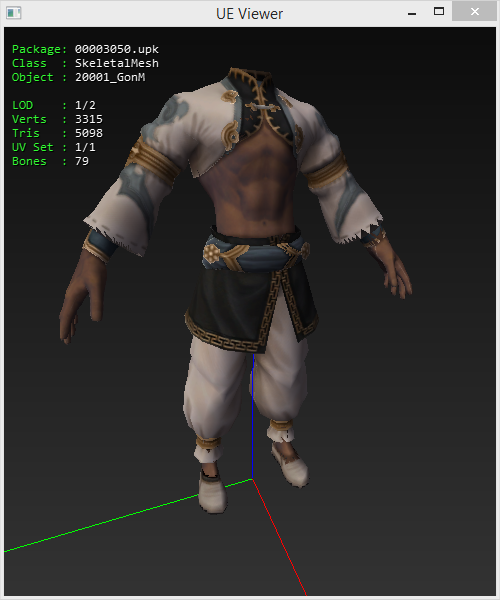 UE Viewer
Package: 00003050.upk
Class  : SkeletalMesh
Object : 20001_GonM
LOD    : 1/2
Verts  : 3315
Tris   : 5098
UV Set : 1/1
Bones  : 79